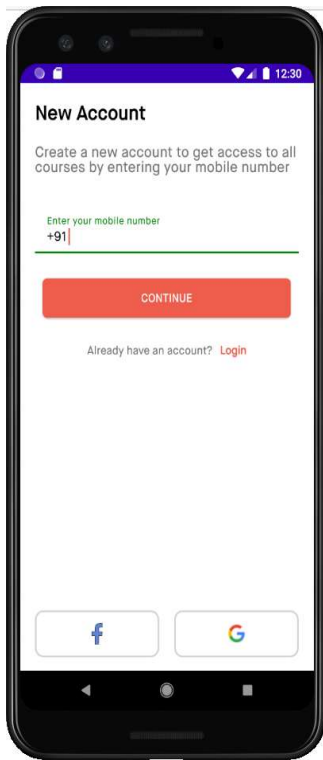 12:30
New Account
Create a new account to get access to all
courses by entering your mobile number
Enter your mobile number
+91
CONTINUE
Already have an account? Login
f
G